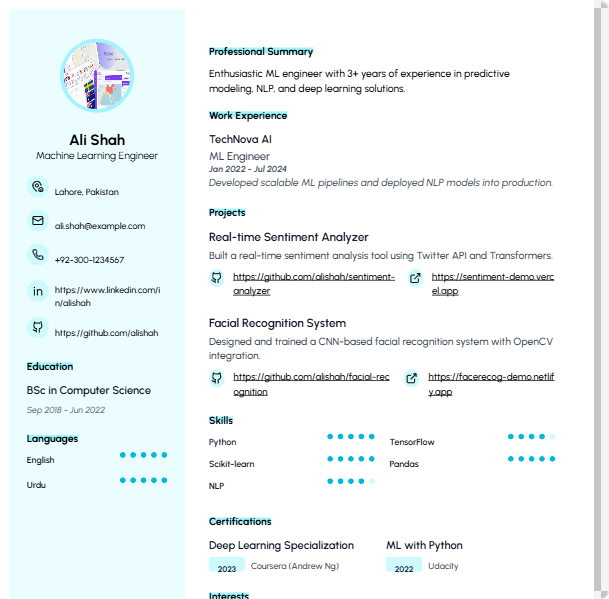 Ali Shah
Machine Learning Engineer
Lahore, Pakistan
ali.shah@example.com
+92-300-1234567
https://www.linkedin.com/i
n/alishah
https://github.com/alishah
Education
BSc in Computer Science
Sep 2018 - Jun 2022
Languages
English
Urdu
Professional Summary
Enthusiastic ML engineer with 3+ years of experience in predictive
modeling, NLP, and deep learning solutions.
Work Experience
TechNova AI
ML Engineer
Jan 2022 - Jul 2024
Developed scalable ML pipelines and deployed NLP models into production.
Projects
Real-time Sentiment Analyzer
Built a real-time sentiment analysis tool using Twitter API and Transformers.
https://github.com/alishah/sentiment-
analyzer
https://sentiment-demo.verc
el.app
Facial Recognition System
Designed and trained a CNN-based facial recognition system with OpenCV
integration.
https://github.com/alishah/facial-rec
ognition
https://facerecog-demo.netlif
y.app
Skills
Python
TensorFlow
Scikit-learn
Pandas
NLP
Certifications
Deep Learning Specialization
2023 Coursera (Andrew Ng)
ML with Python
2022 Udacity
Interests